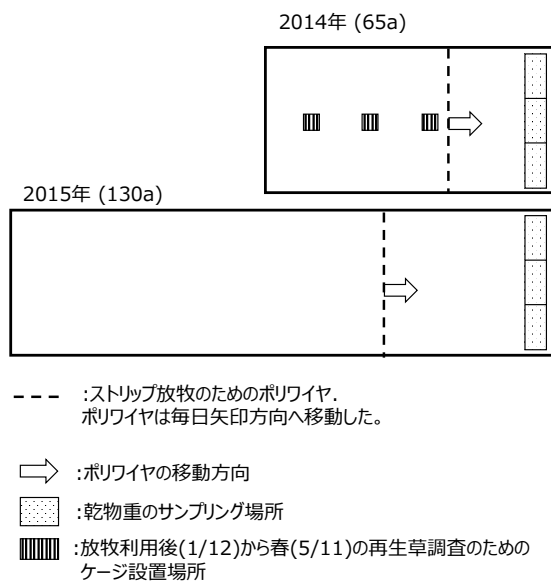 2014年 (65a)
2015年 (130a)
:ストリップ放牧のためのポリワイヤ.
ポリワイヤは毎日矢印方向へ移動した。
:ポリワイヤの移動方向
:乾物重のサンプリング場所
:放牧利用後(1/12)から春(5/11)の再生草調査のための
ケージ設置場所